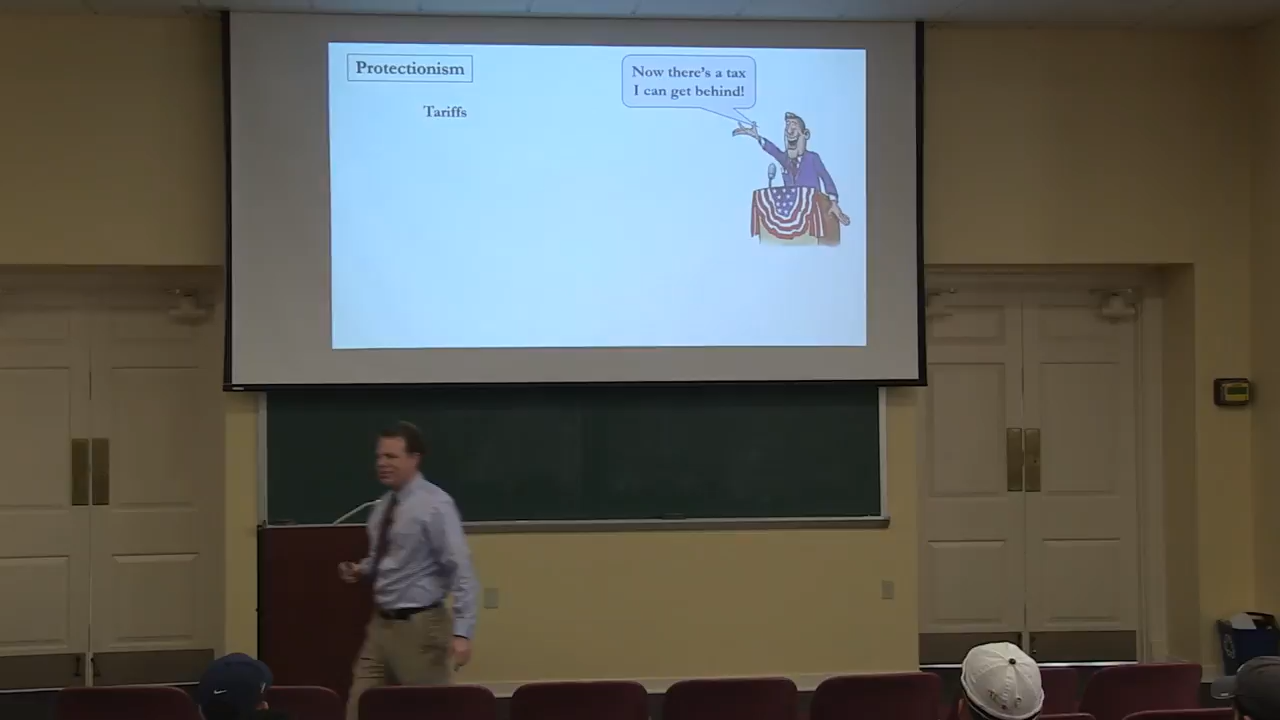 Protectionism
Tariffs
Now there's a tax
I can get behind!